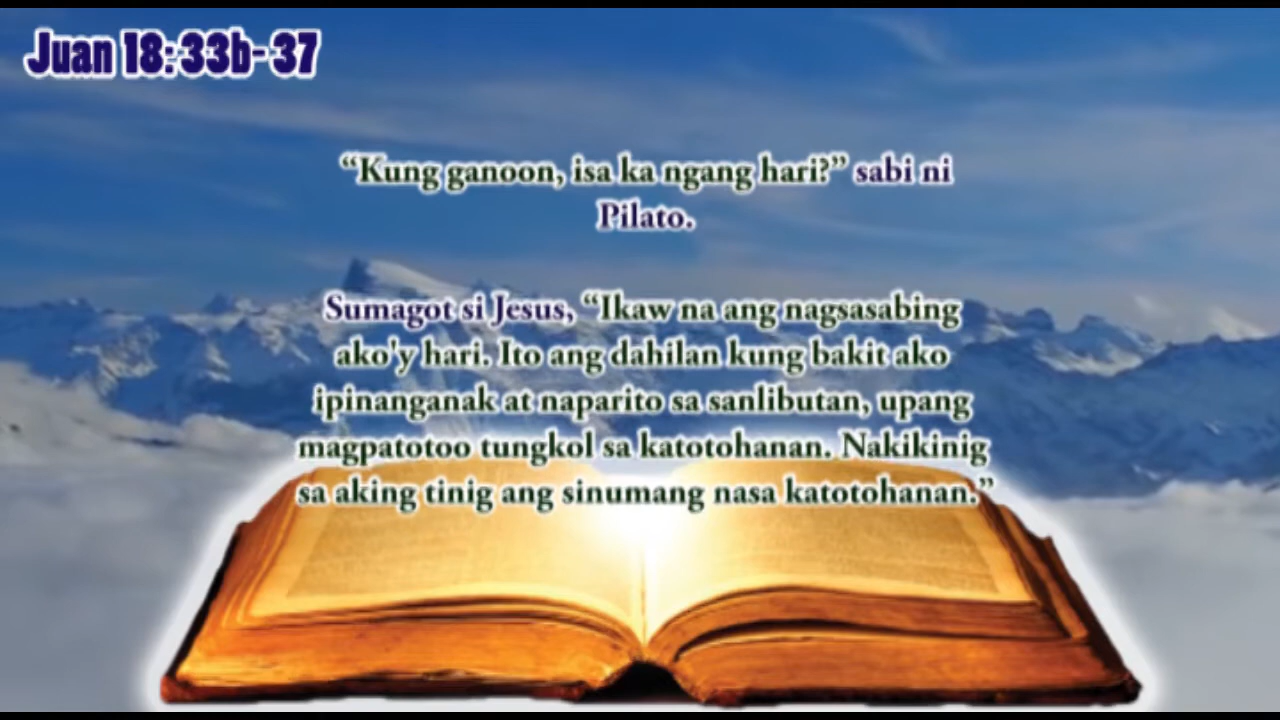 Juan 18:33b-37
“Kung ganoon, isa ka ngang hari?” sabi ni
Pilato.
Sumagot si Jesus, “Ikaw na ang nagsasabing
ako'y hari. Ito ang dahilan kung bakit ako
ipinanganak at naparito sa sanlibutan, upang
magpatotoo tungkol sa katotohanan. Nakikinig
sa aking tinig ang sinumang nasa katotohanan.”